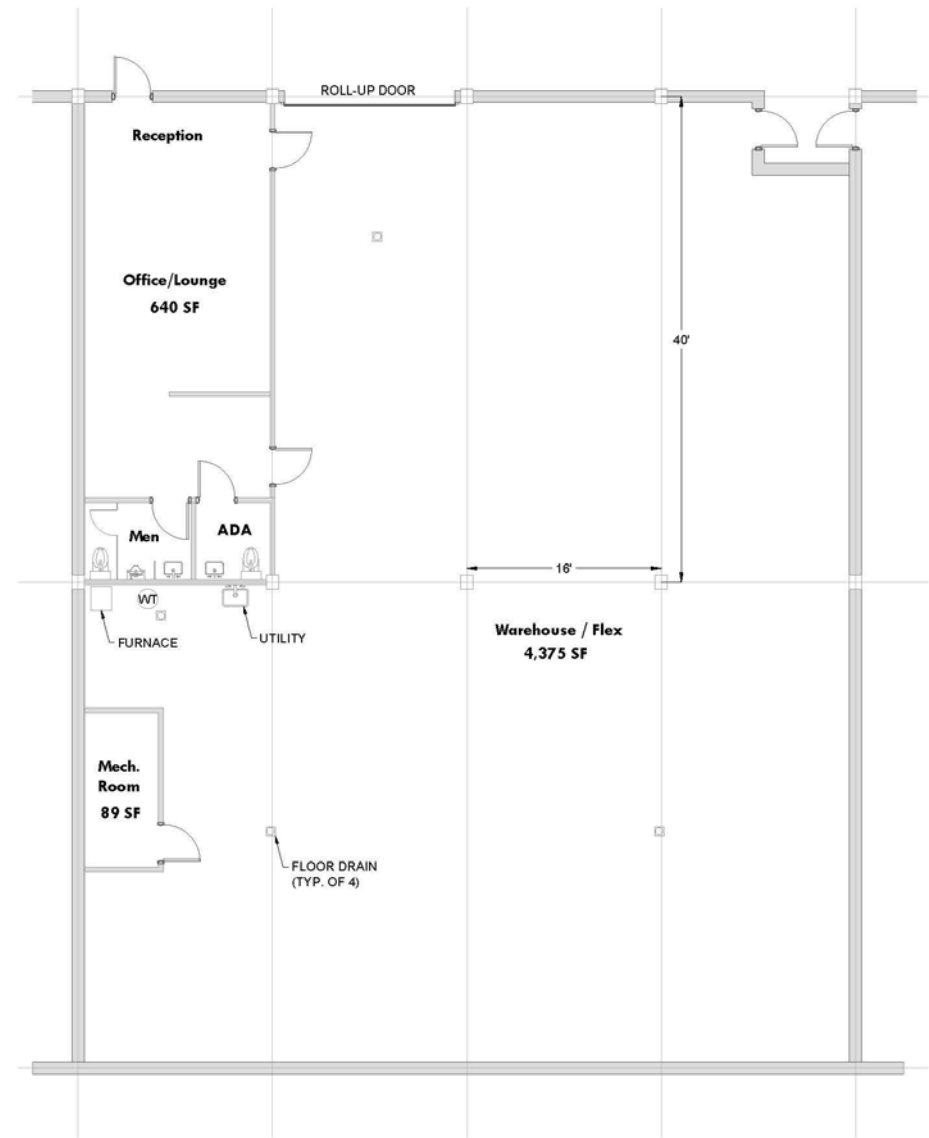 ROLL-UP DOOR
Reception
Office/Lounge
640 SF
40'
Men
ADA
16'
WT
FURNACE
UTILITY
Warehouse / Flex
4,375 SF
Mech.
Room
89 SF
FLOOR DRAIN
(TYP. OF 4)